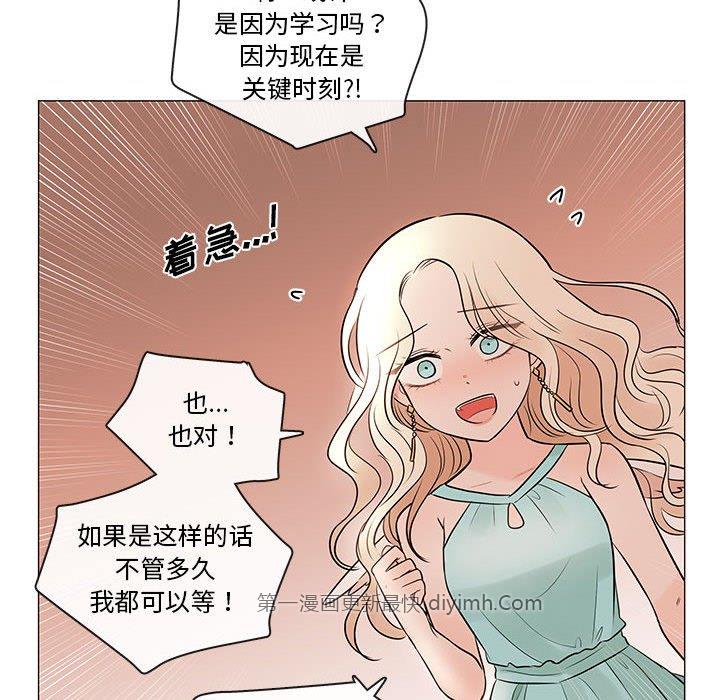 是因为学习吗？
因为现在是
关键时刻?!
着急...!
也...
也对！
如果是这样的话
不管多久
我都可以等！
第一漫画更新最快diyimh.Com